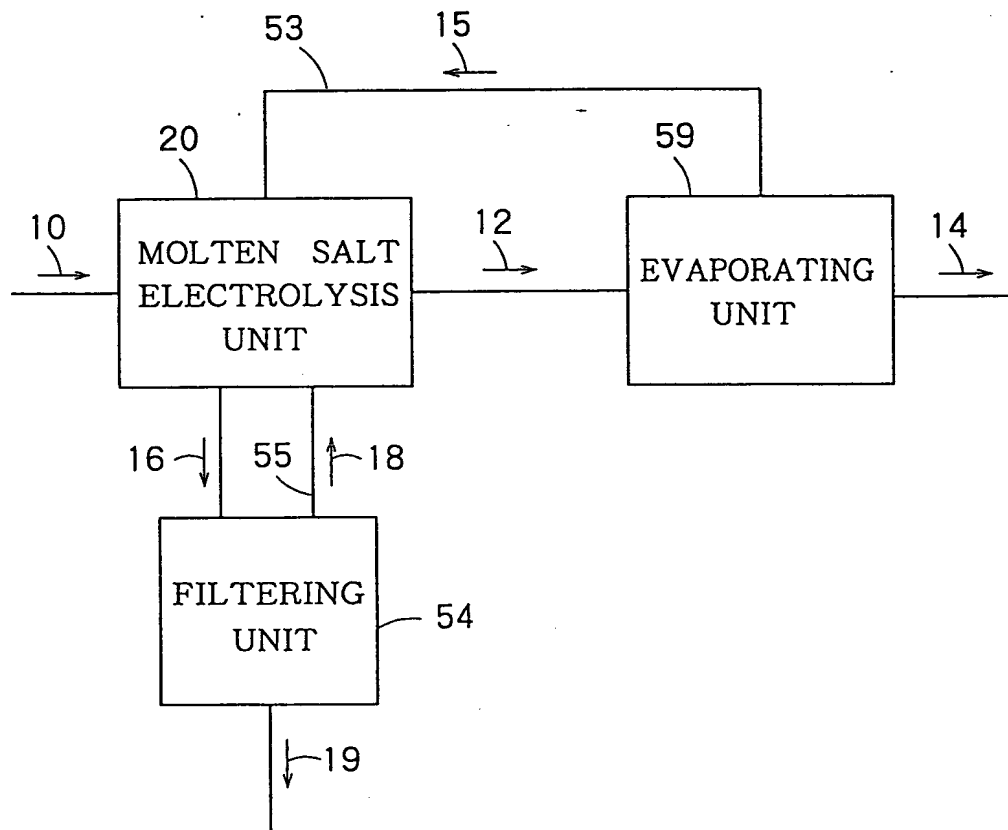 53
15
20
59
10
12
14
MOLTEN SALT
ELECTROLYSIS
UNIT
EVAPORATING
UNIT
16
55
18
FILTERING
UNIT
54
19